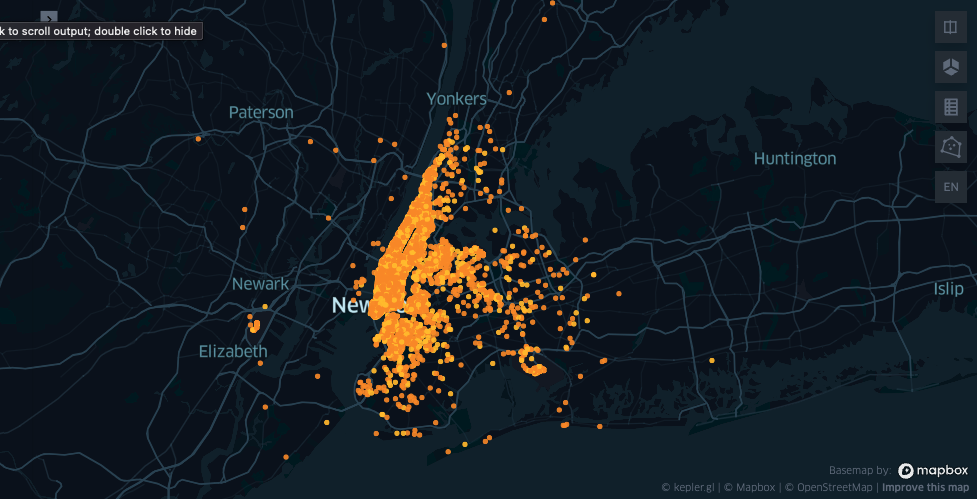 k to scroll output; double click to hide
Yonkers
Paterson
Huntington
EN
Newark
Islip
New
Elizabeth
Basemap by: mapbox
© kepler.gl | © Mapbox | © OpenStreetMap | Improve this map